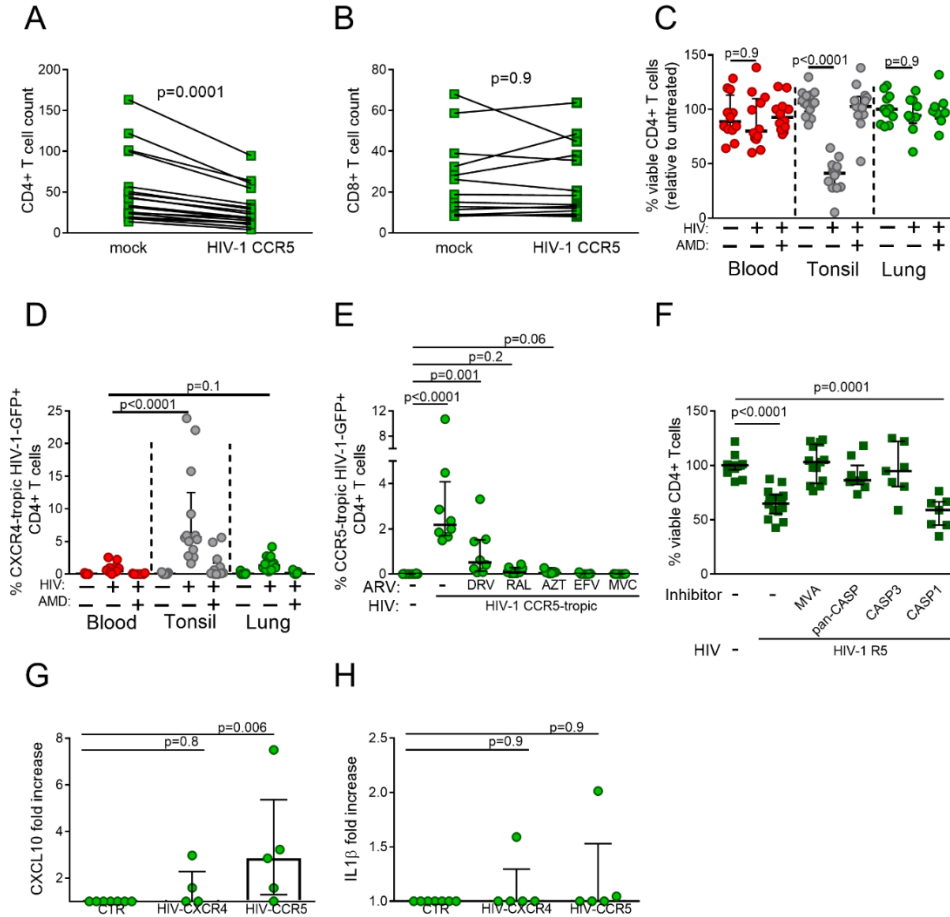 A
CD4+ T cell count
200
150
100
50
0
p=0.0001
mock HIV-1 CCR5
B
CD8+ T cell count
80
60
40
20
0
p=0.9
mock HIV-1 CCR5
C
% viable CD4+ T cells
(relative to untreated)
150
100
50
0
p=0.9 p<0.0001 p=0.9
HIV: – + + – + + – + +
AMD: – – + – – + – – +
Blood Tonsil Lung
D
% CXCR4-tropic HIV-1-GFP+
CD4+ T cells
25
20
15
10
5
0
p=0.1
p<0.0001
HIV: – + + – + + – + +
AMD: – – + – – + – – +
Blood Tonsil Lung
E
% CCR5-tropic HIV-1-GFP+
CD4+ T cells
12
8
4
2
0
p=0.06
p=0.2
p=0.001
p<0.0001
ARV: - - DRV RAL AZT EFV MVC
HIV: - HIV-1 CCR5-tropic
F
% viable CD4+ Tcells
150
100
50
0
p=0.0001
p<0.0001
Inhibitor - - MVA pan-CASP CASP3 CASP1
HIV - HIV-1 R5
G
CXCL10 fold increase
8
6
4
2
p=0.006
p=0.8
CTR HIV-CXCR4 HIV-CCR5
H
IL1β fold increase
2.5
2.0
1.5
1.0
p=0.9
p=0.9
CTR HIV-CXCR4 HIV-CCR5